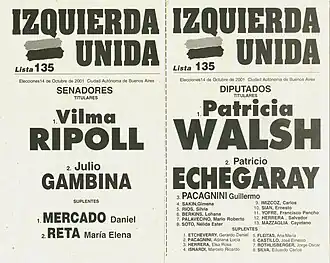 IZQUIERDA
UNIDA
Lista 135
Elecciones 14 de Octubre de 2001 Ciudad Autónoma de Buenos Aires
SENADORES
TITULARES
1. Vilma
RIPOLL
2. Julio
GAMBINA
SUPLENTES
1. MERCADO Daniel
2. RETA María Elena
IZQUIERDA
UNIDA
Lista 135
Elecciones 14 de Octubre de 2001 Ciudad Autónoma de Buenos Aires
DIPUTADOS
TITULARES
1. Patricia
WALSH
2. Patricio
ECHEGARAY
3. PACAGNINI Guillermo
4. SAKIN, Gimena
5. RIOS, Silvia
6. BERKINS, Lohana
7. PALAVECINO, Mario Roberto
8. SOTO, Nélida Ester
9. IMIZCOZ, Carlos
10. SIAN, Ernesto
11. YOFRE, Francisco Pancho
12. HERRERA, Salvador
13. MAZZAGLIA, Cayetano
SUPLENTES
1. ETCHEVERRY, Gerardo Daniel
2. PACAGNINI, Adriana Lucía
3. HERRERA, Elsa Rosa
4. ISNARDI, Marcelo Ricardo
5. FLEITAS, Ana María
6. CASTILLO, José Ernesto
7. ROTHLISBERGER, Jorge Oscar
8. SILVA, Eduardo Carlos